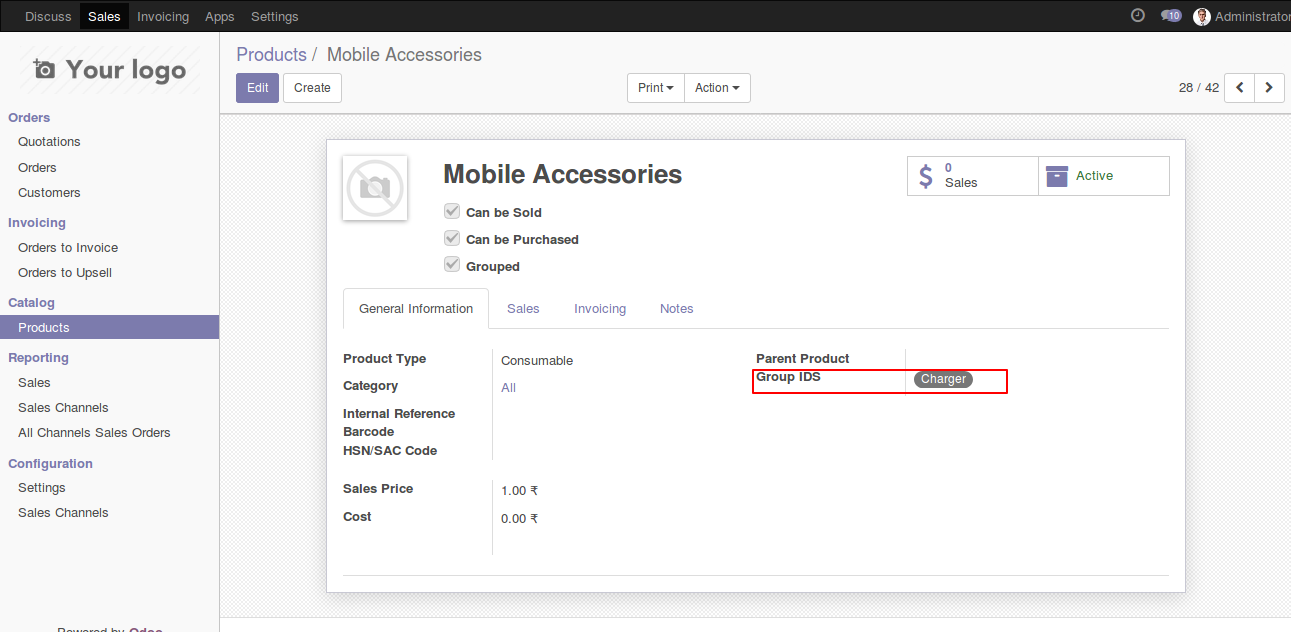 Discuss Sales Invoicing Apps Settings 10 Administrator
Your logo
Orders
Quotations
Orders
Customers
Invoicing
Orders to Invoice
Orders to Upsell
Catalog
Products
Reporting
Sales
Sales Channels
All Channels Sales Orders
Configuration
Settings
Sales Channels
Powered by Odoo
Products / Mobile Accessories
Edit Create Print Action 28 / 42
Mobile Accessories
0
Sales
Active
Can be Sold
Can be Purchased
Grouped
General Information Sales Invoicing Notes
Product Type Consumable
Category All
Internal Reference
Barcode
HSN/SAC Code
Sales Price 1.00 ₹
Cost 0.00 ₹
Parent Product
Group IDS Charger